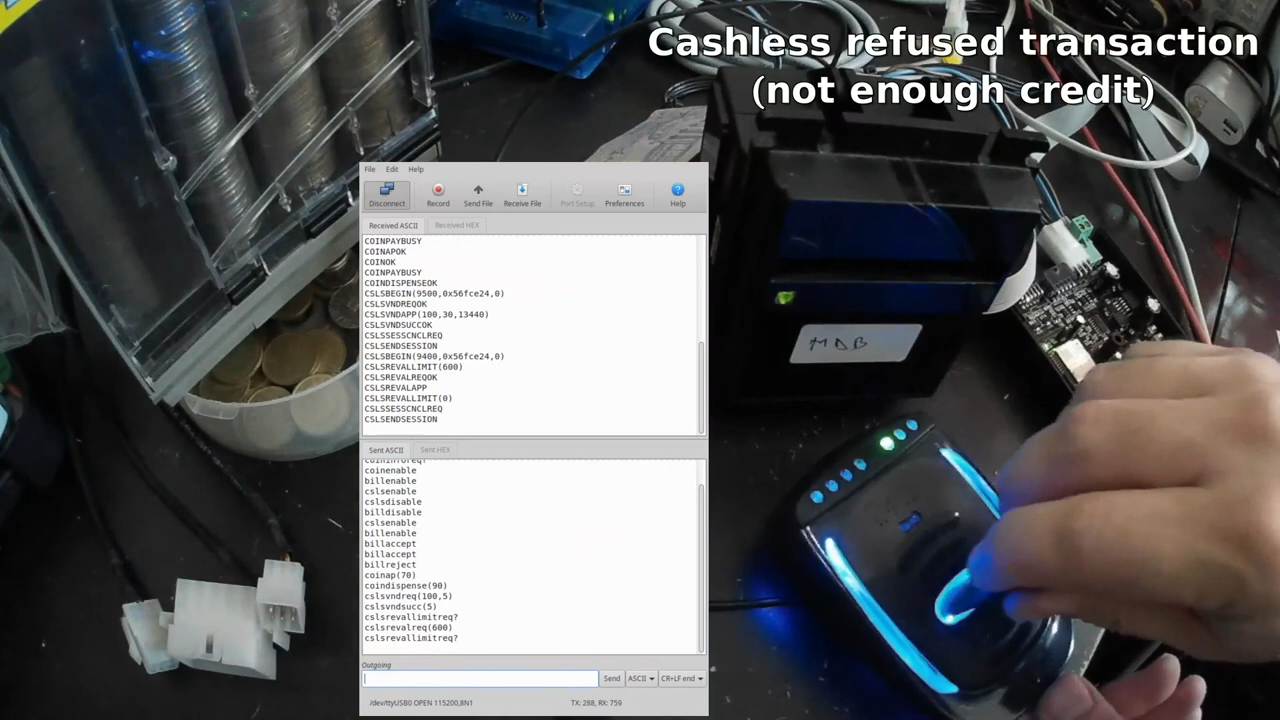 Cashless refused transaction
(not enough credit)
File Edit Help
Disconnect Record Send File Receive File Port Setup Preferences Help
Received ASCII Received HEX
COINPAYBUSY
COINAPOK
COINOK
COINPAYBUSY
COINDISPENSEOK
CSLSBEGIN(9500,0x56fce24,0)
CSLSVNDREQOK
CSLSVNDAPP(100,30,13440)
CSLSVNDSUCCOK
CSLSSESSCNCLREQ
CSLSENDSESSION
CSLSBEGIN(9400,0x56fce24,0)
CSLSREVALLIMIT(600)
CSLSREVALREQOK
CSLSREVALAPP
CSLSREVALLIMIT(0)
CSLSSESSCNCLREQ
CSLSENDSESSION
Sent ASCII Sent HEX
coinenable
billenable
cslsenable
cslsdisable
billdisable
cslsenable
billenable
billaccept
billaccept
billreject
coinap(70)
coindispense(90)
cslsvndreq(100,5)
cslsvndsucc(5)
cslsrevallimitreq?
cslsrevalreq(600)
cslsrevallimitreq?
Outgoing
Send ASCII CR+LF end
/dev/ttyUSB0 OPEN 115200,8N1 TX: 288, RX: 759
MDB